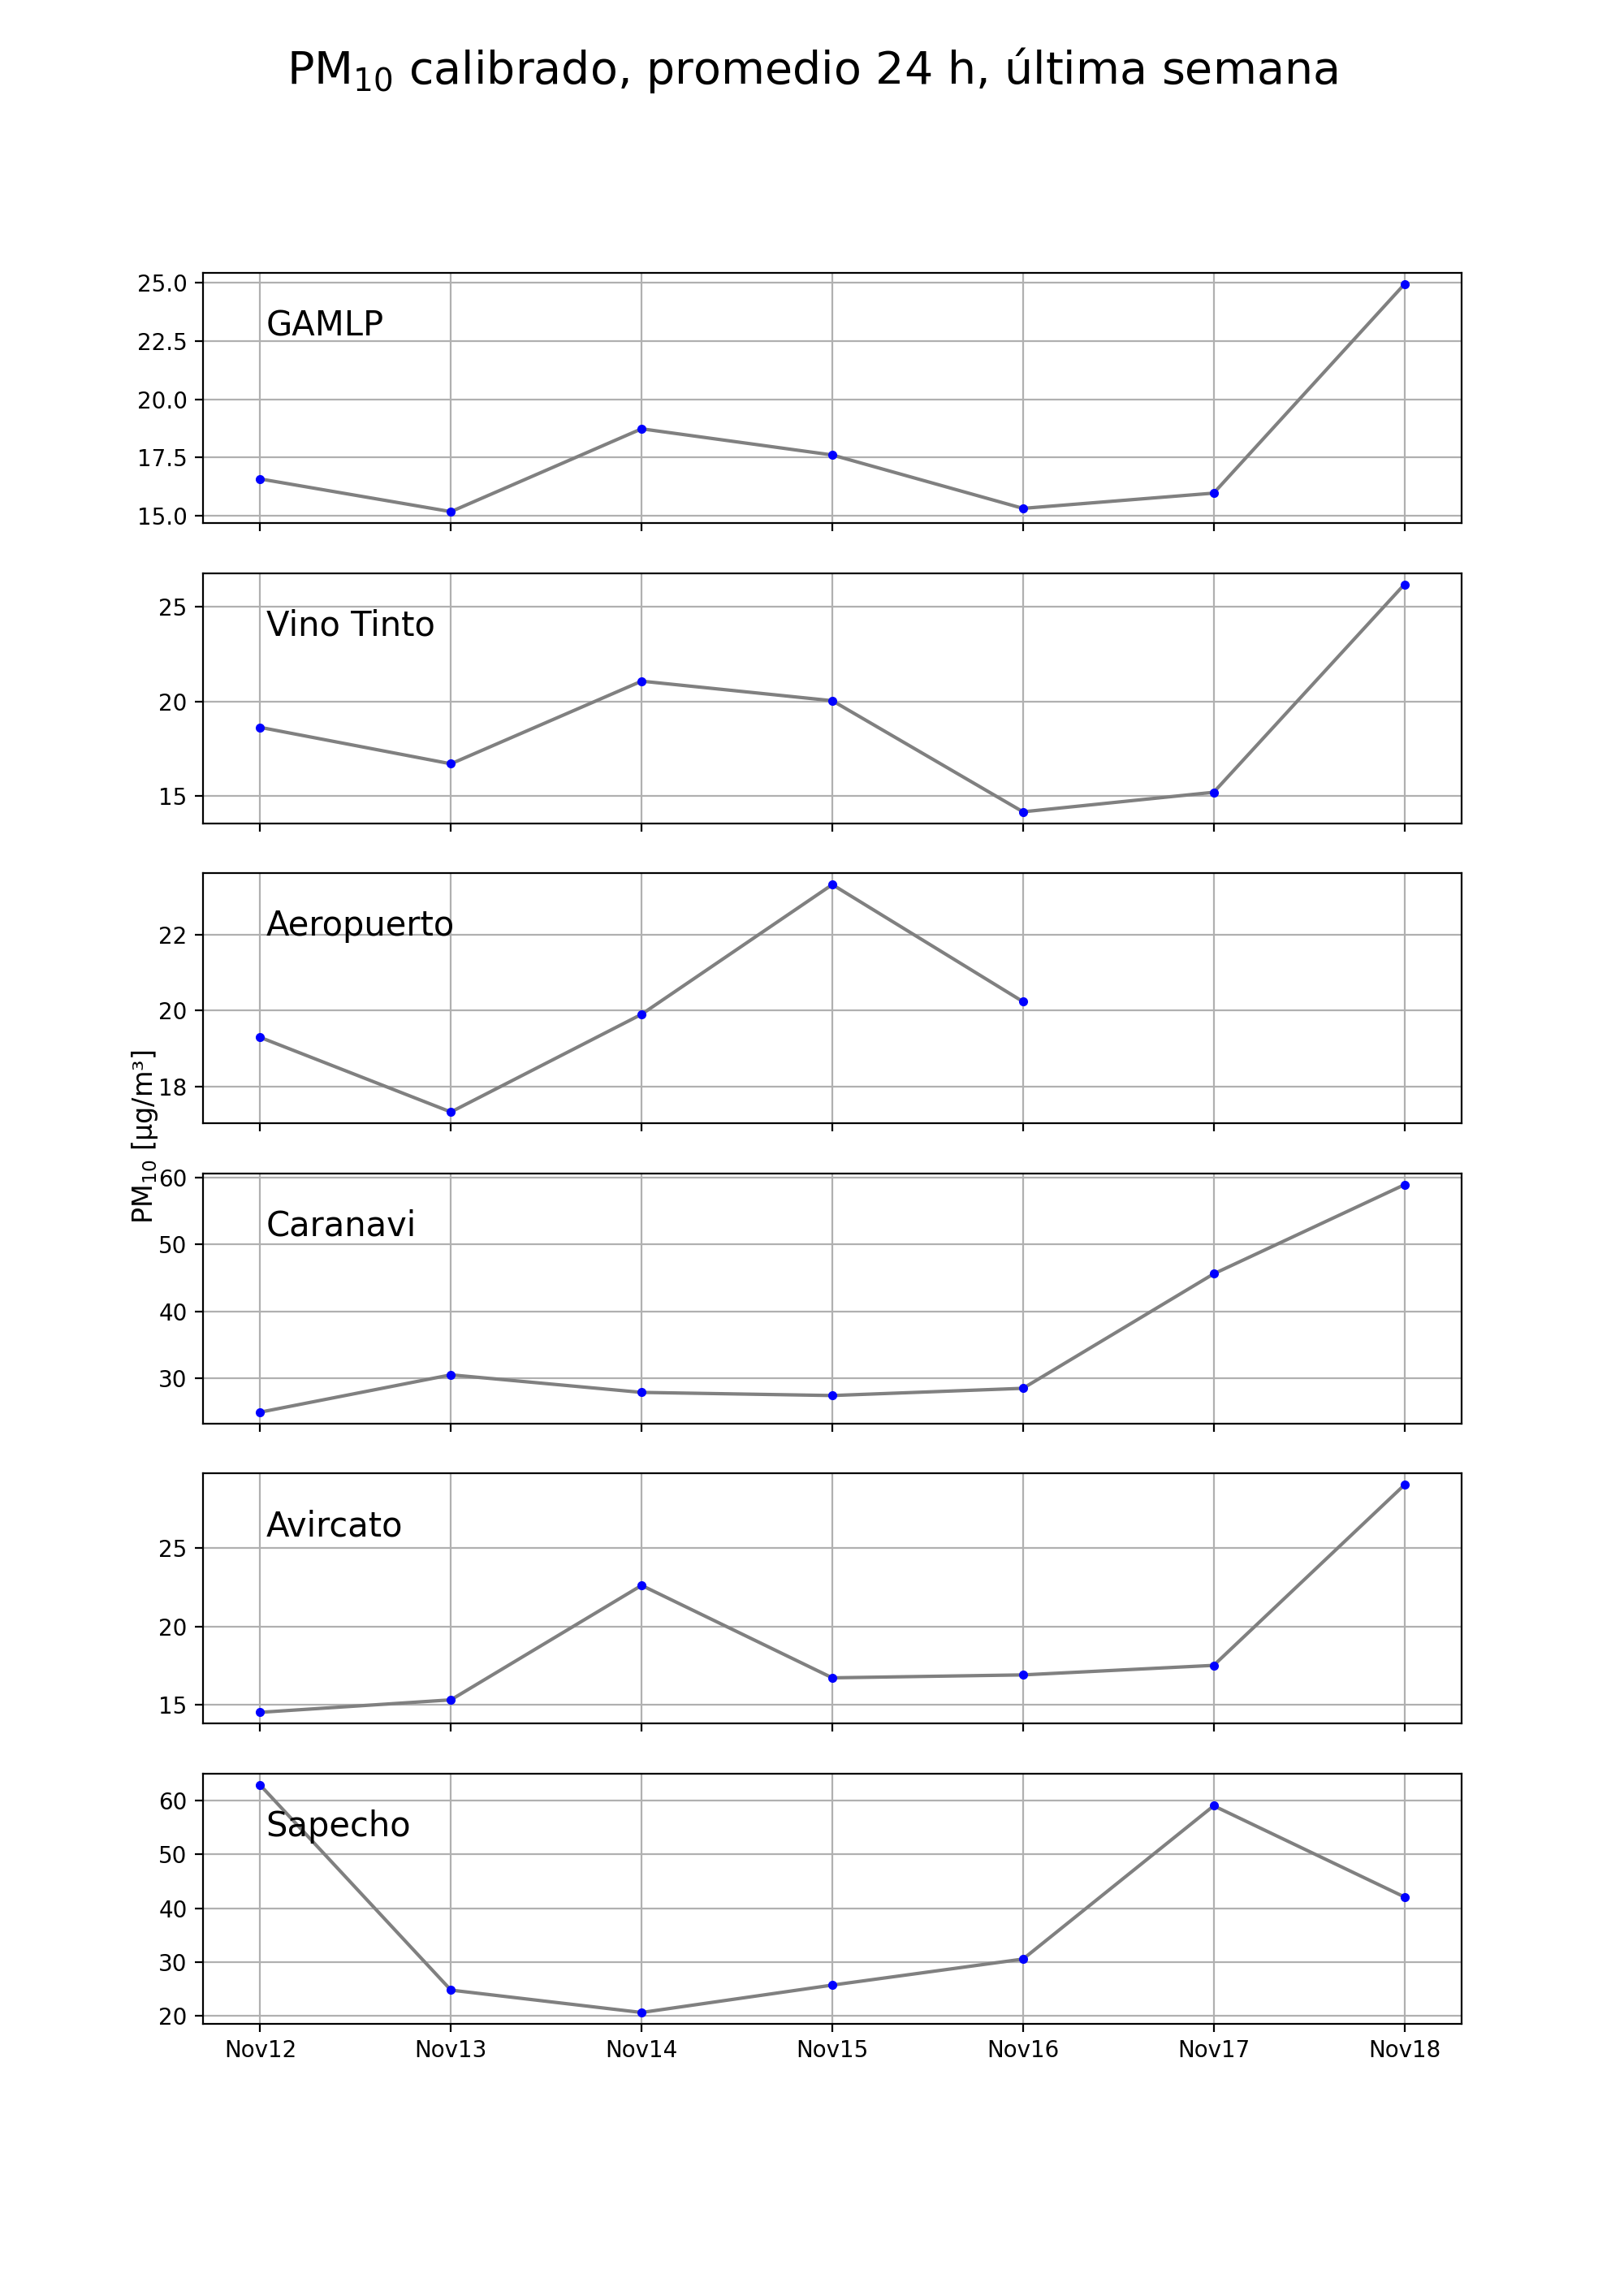 PM₁₀ calibrado, promedio 24 h, última semana
GAMLP
25.0
22.5
20.0
17.5
15.0
Vino Tinto
25
20
15
Aeropuerto
22
20
18
PM₁₀ [µg/m³]
Caranavi
60
50
40
30
Avircato
25
20
15
Sapecho
60
50
40
30
20
Nov12 Nov13 Nov14 Nov15 Nov16 Nov17 Nov18